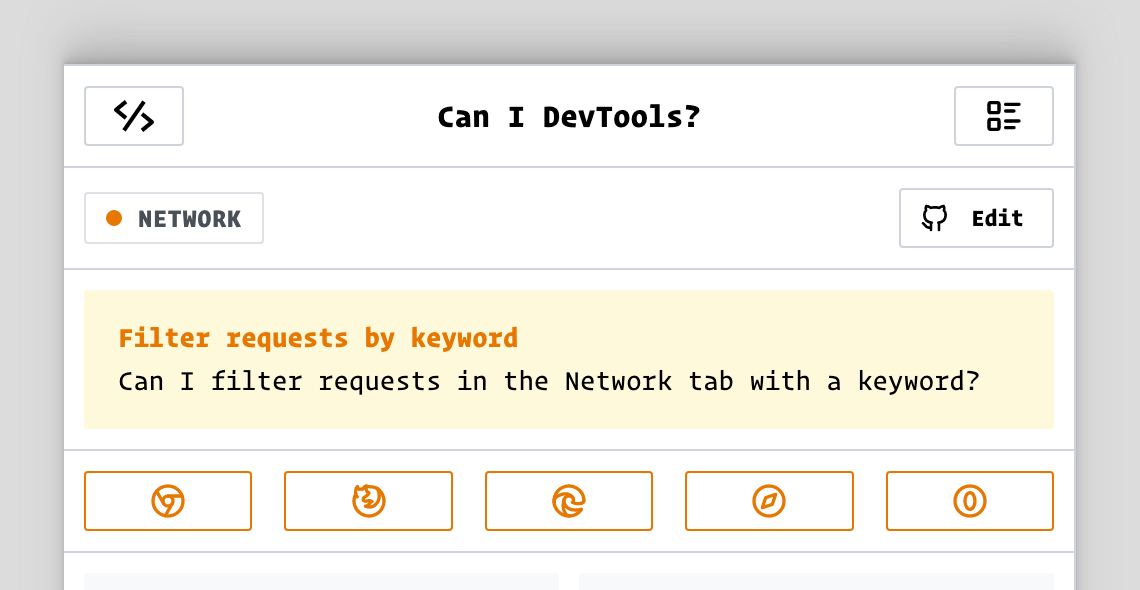 Can I DevTools?
NETWORK
Edit
Filter requests by keyword
Can I filter requests in the Network tab with a keyword?